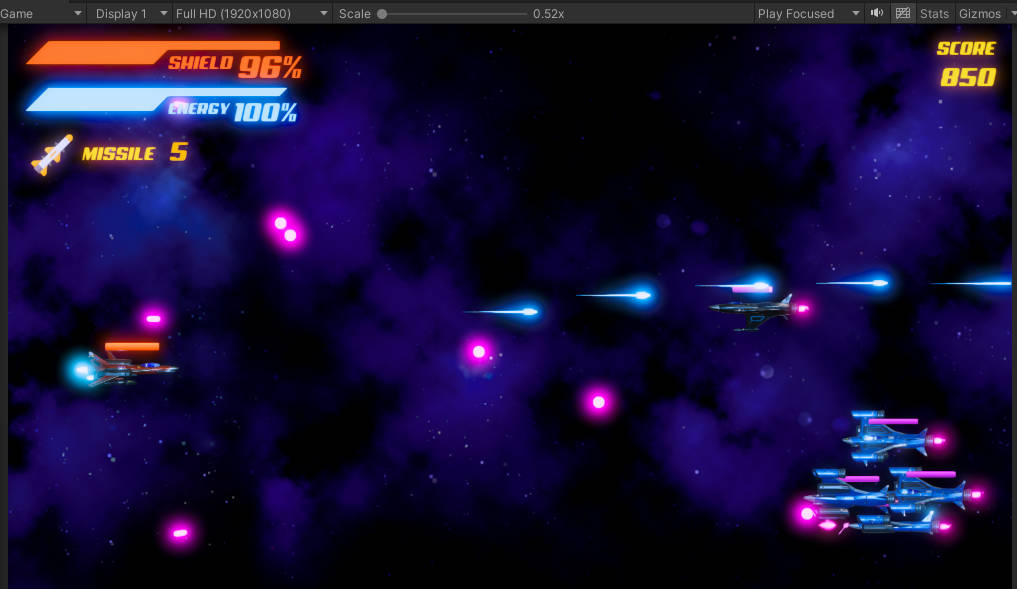 Game Display 1 Full HD (1920x1080) Scale 0.52x Play Focused Stats Gizmos
SHIELD 96%
ENERGY 100%
MISSILE 5
SCORE
850